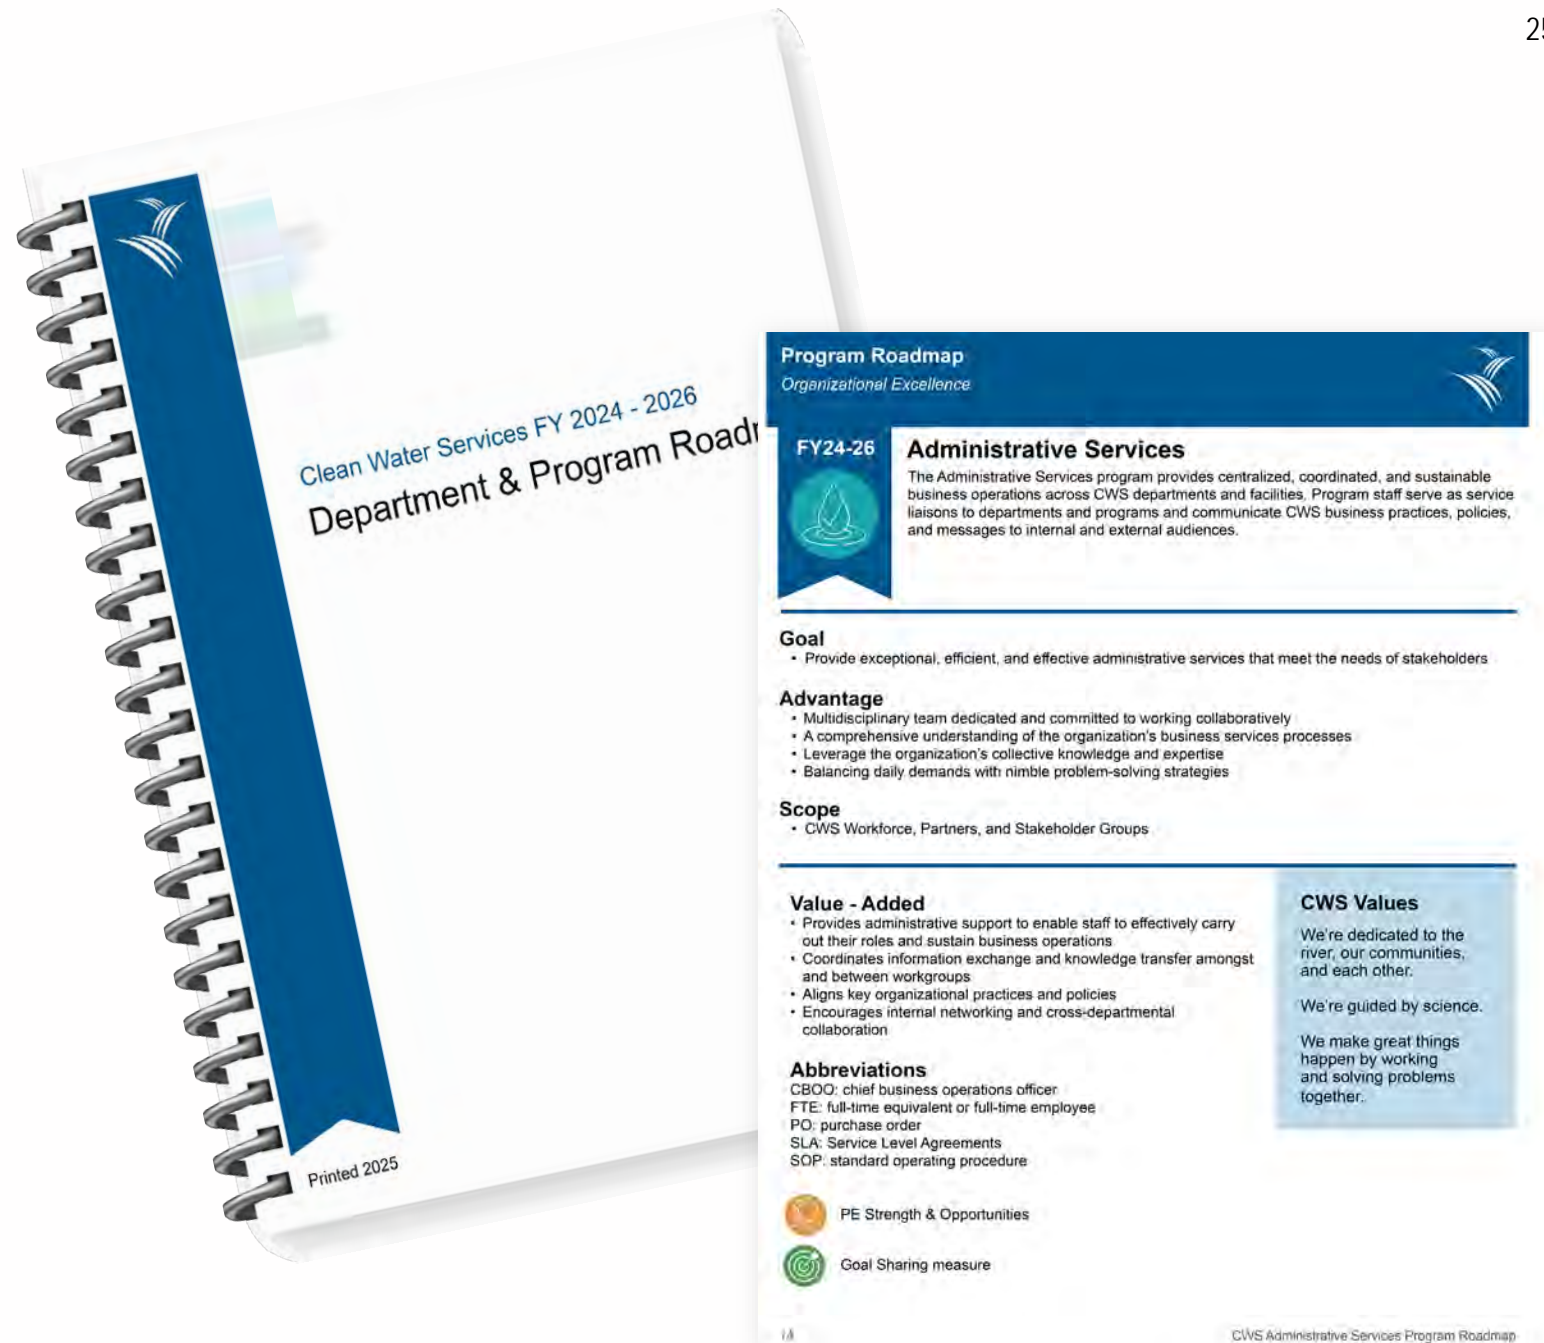 25
Clean Water Services FY 2024 - 2026
Department & Program
Printed 2025
Program Roadmap
Organizational Excellence
FY24-26
Administrative Services
The Administrative Services program provides centralized, coordinated, and sustainable
business operations across CWS departments and facilities. Program staff serve as service
liaisons to departments and programs and communicate CWS business practices, policies,
and messages to internal and external audiences.
Goal
• Provide exceptional, efficient, and effective administrative services that meet the needs of stakeholders
Advantage
• Multidisciplinary team dedicated and committed to working collaboratively
• A comprehensive understanding of the organization's business services processes
• Leverage the organization's collective knowledge and expertise
• Balancing daily demands with nimble problem-solving strategies
Scope
• CWS Workforce, Partners, and Stakeholder Groups
Value - Added
• Provides administrative support to enable staff to effectively carry
out their roles and sustain business operations
• Coordinates information exchange and knowledge transfer amongst
and between workgroups
• Aligns key organizational practices and policies
• Encourages internal networking and cross-departmental
collaboration
Abbreviations
CBOO: chief business operations officer
FTE: full-time equivalent or full-time employee
PO: purchase order
SLA: Service Level Agreements
SOP: standard operating procedure
PE Strength & Opportunities
Goal Sharing measure
CWS Values
We're dedicated to the
river, our communities,
and each other.
We're guided by science.
We make great things
happen by working
and solving problems
together.
CWS Administrative Services Program Roadmap